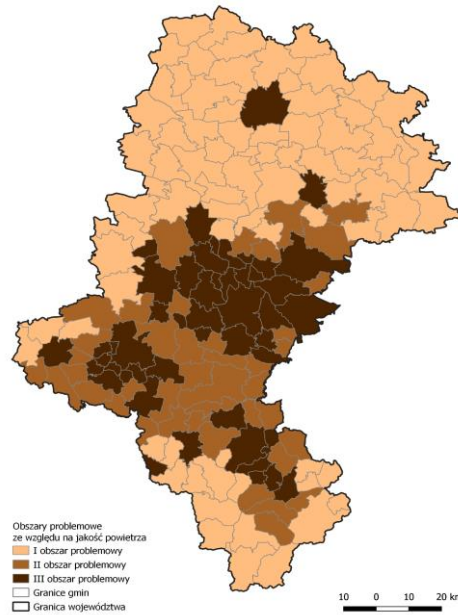 Obszary problemowe
ze względu na jakość powietrza
I obszar problemowy
II obszar problemowy
III obszar problemowy
Granice gmin
Granica województwa
10 0 10 20 km